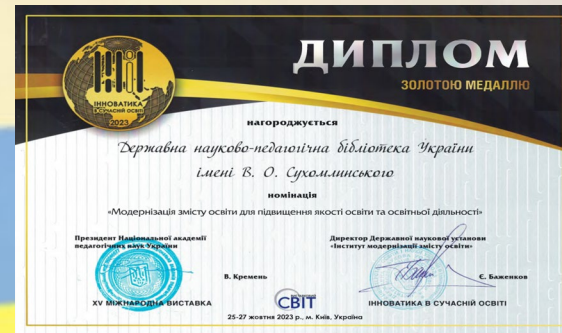 ДИПЛОМ
ЗОЛОТОЮ МЕДАЛЛЮ
ІННОВАТИКА
В СУЧАСНІЙ ОСВІТІ
2023
нагороджується
Державна науково-педагогічна бібліотека України
імені В. О. Сухомлинського
номінація
«Модернізація змісту освіти для підвищення якості освіти та освітньої діяльності»
Президент Національної академії
педагогічних наук України
Директор Державної наукової установи
«Інститут модернізації змісту освіти»
В. Кремень
Є. Баженков
XV МІЖНАРОДНА ВИСТАВКА
СВІТ
ІННОВАТИКА В СУЧАСНІЙ ОСВІТІ
25-27 жовтня 2023 р., м. Київ, Україна